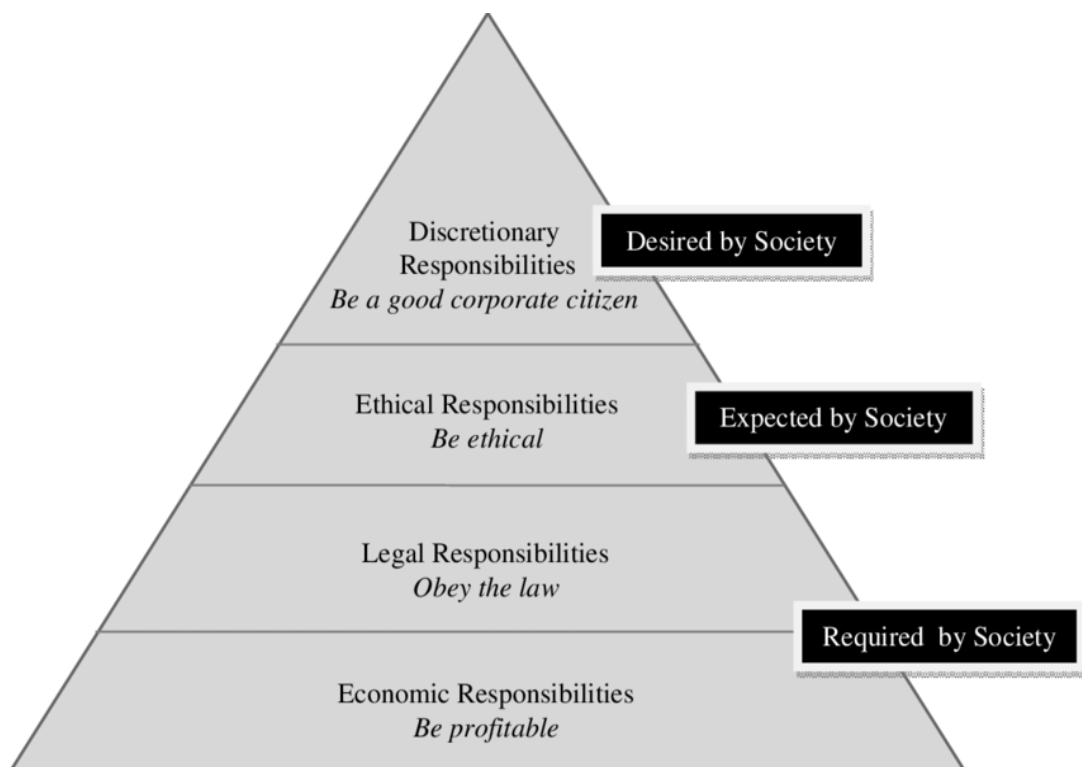 Discretionary
Responsibilities
Be a good corporate citizen
Desired by Society
Ethical Responsibilities
Be ethical
Expected by Society
Legal Responsibilities
Obey the law
Required by Society
Economic Responsibilities
Be profitable